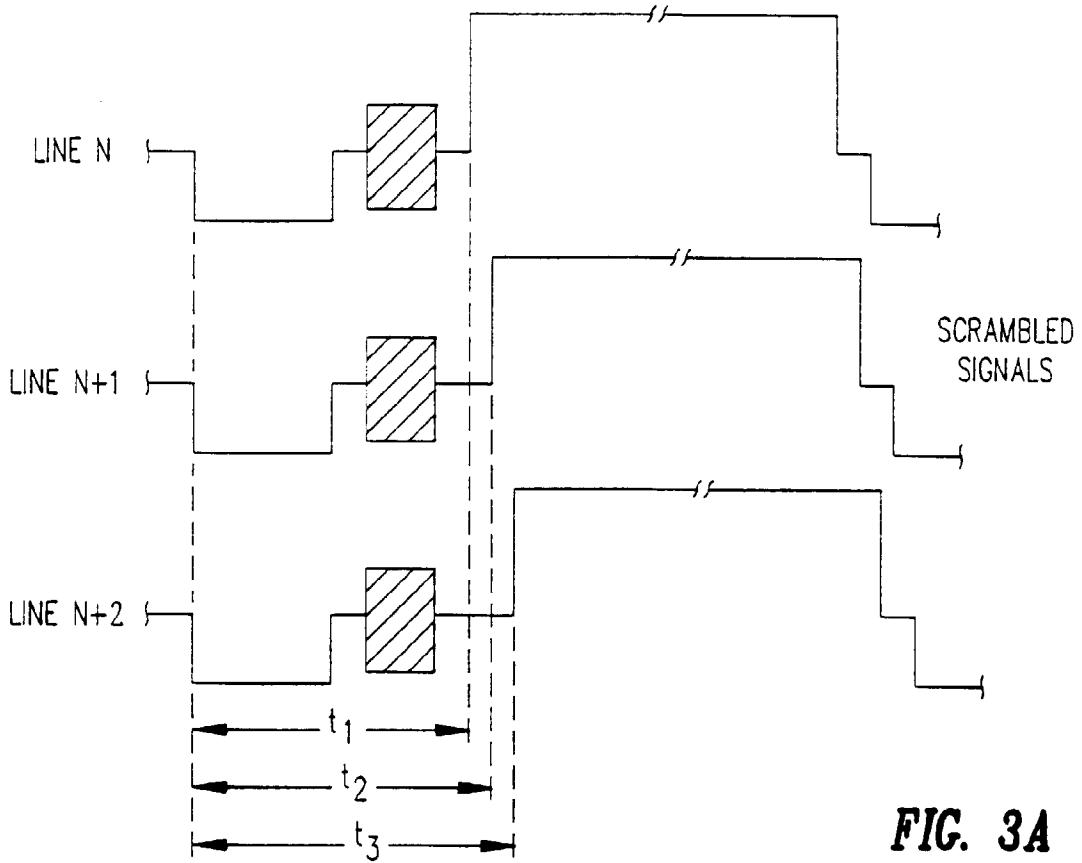 LINE N
LINE N+1
SCRAMBLED
SIGNALS
LINE N+2
t1
t2
t3
FIG. 3A